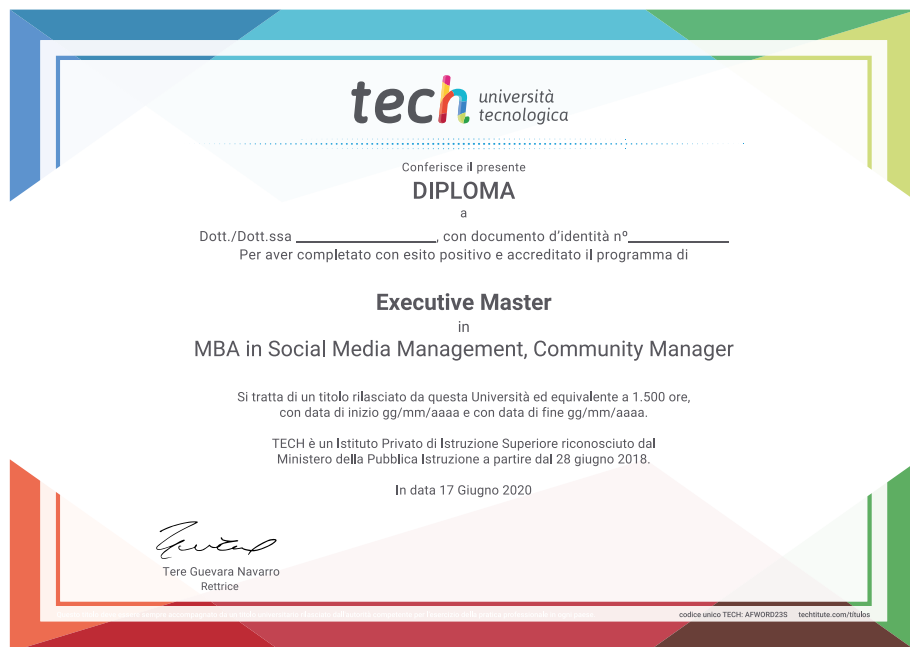 tech università
tecnologica
Conferisce il presente
DIPLOMA
a
Dott./Dott.ssa ________________, con documento d'identità nº____________
Per aver completato con esito positivo e accreditato il programma di
Executive Master
in
MBA in Social Media Management, Community Manager
Si tratta di un titolo rilasciato da questa Università ed equivalente a 1.500 ore,
con data di inizio gg/mm/aaaa e con data di fine gg/mm/aaaa.
TECH è un Istituto Privato di Istruzione Superiore riconosciuto dal
Ministero della Pubblica Istruzione a partire dal 28 giugno 2018.
In data 17 Giugno 2020
Tere Guevara Navarro
Rettrice
codice unico TECH: AFWORD23S techtitute.com/titulos